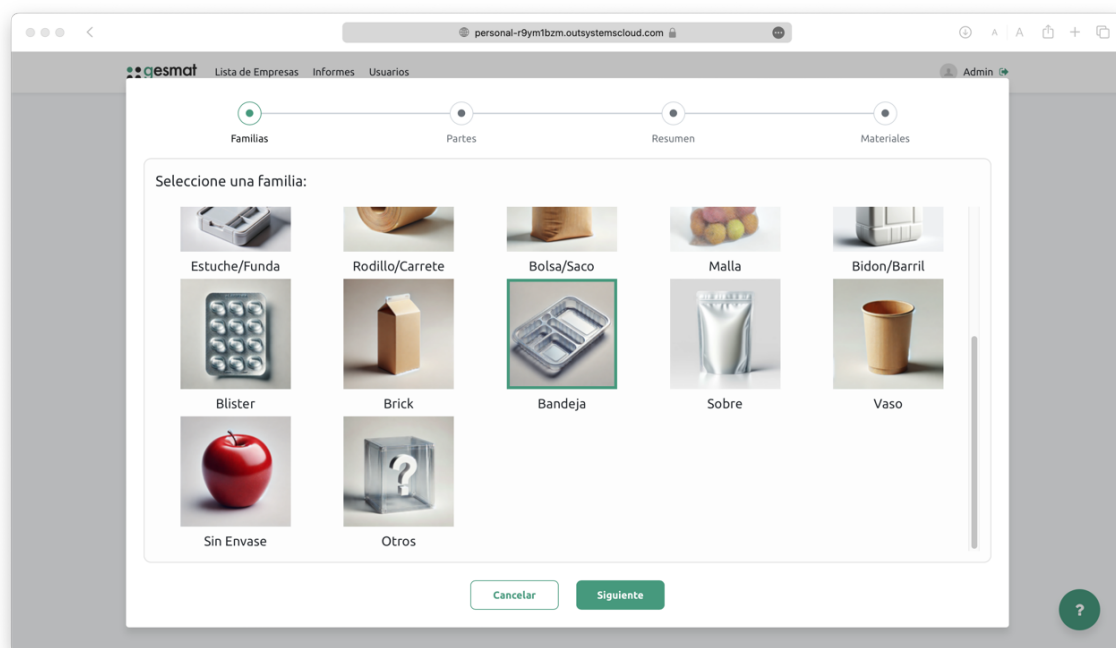 personal-r9ym1bzm.outsystemscloud.com
A A
gesmat Lista de Empresas Informes Usuarios Admin
Familias Partes Resumen Materiales
Seleccione una familia:
Estuche/Funda Rodillo/Carrete Bolsa/Saco Malla Bidon/Barril
Blister Brick Bandeja Sobre Vaso
?
Sin Envase Otros
Cancelar Siguiente
?